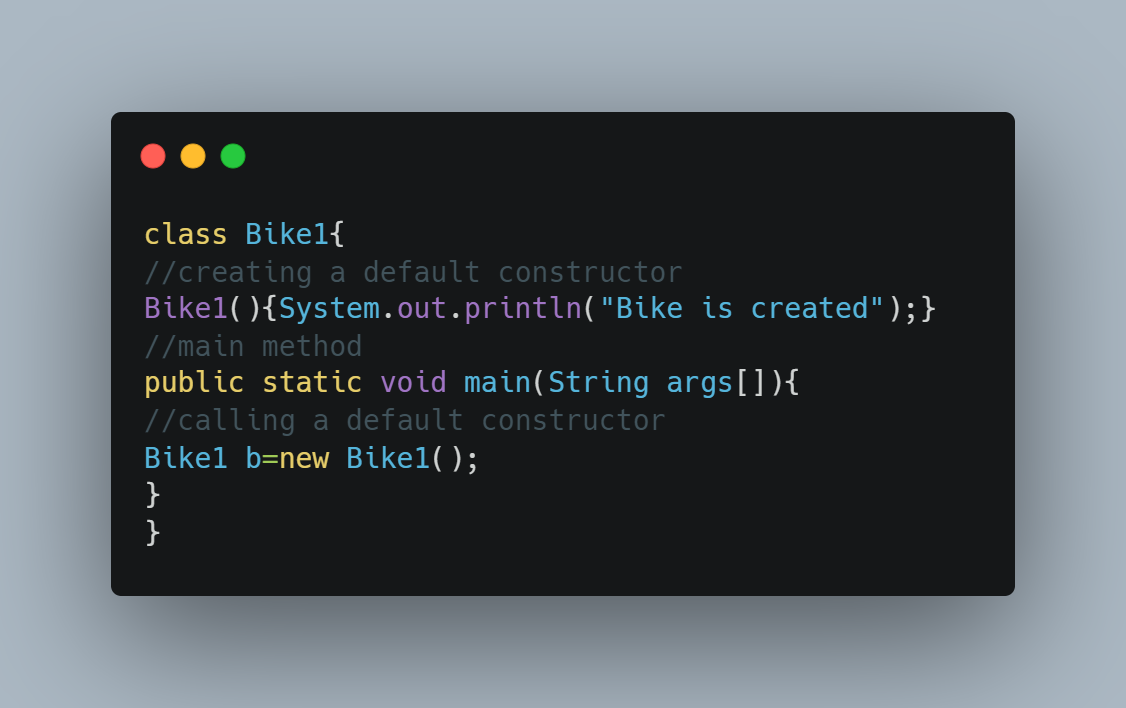 class Bike1{
//creating a default constructor
Bike1(){System.out.println("Bike is created");}
//main method
public static void main(String args[]){
//calling a default constructor
Bike1 b=new Bike1();
}
}